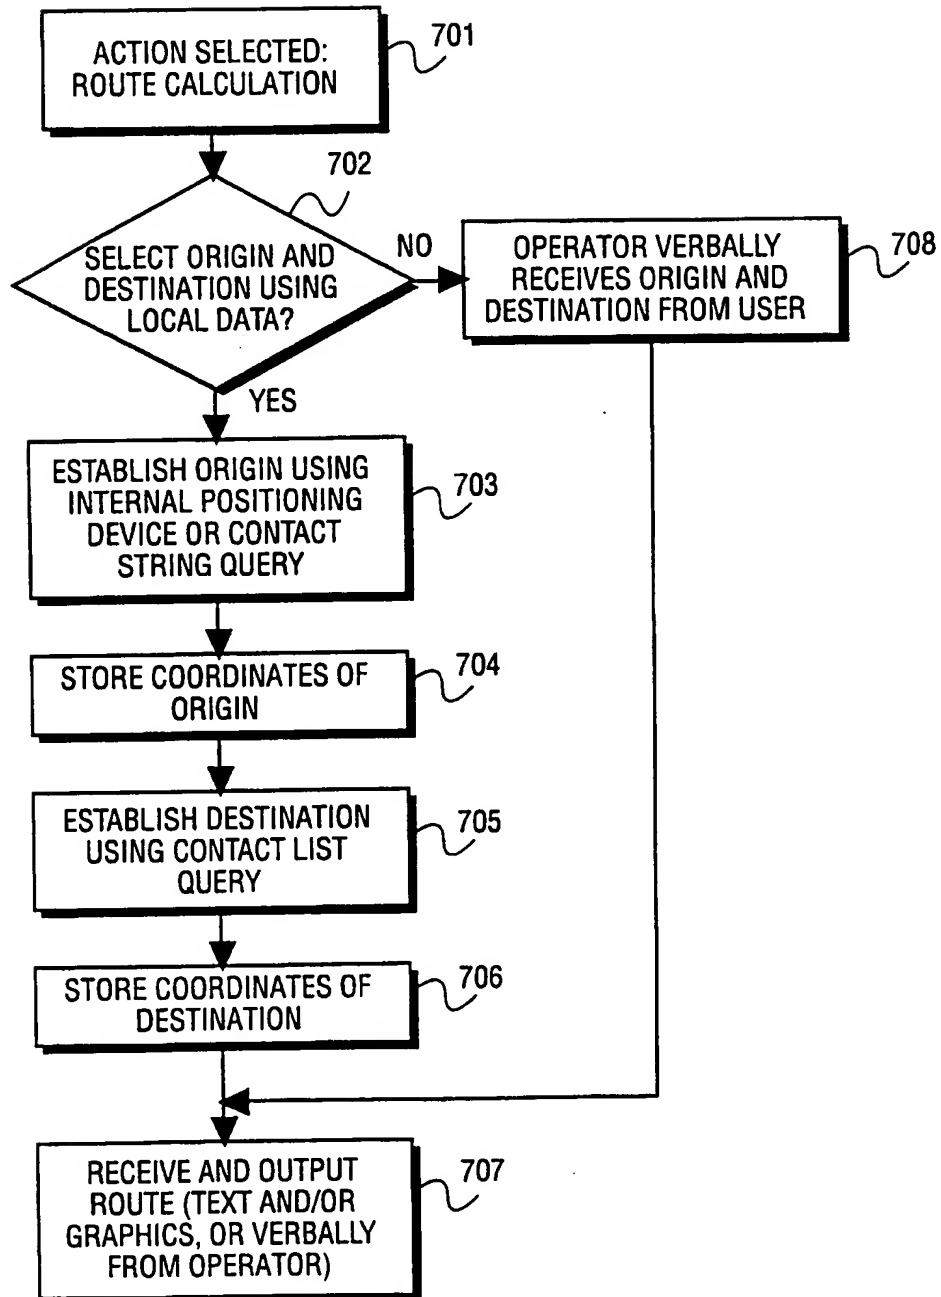 ACTION SELECTED:
ROUTE CALCULATION
701
702
SELECT ORIGIN AND
DESTINATION USING
LOCAL DATA?
NO
OPERATOR VERBALLY
RECEIVES ORIGIN AND
DESTINATION FROM USER
708
YES
ESTABLISH ORIGIN USING
INTERNAL POSITIONING
DEVICE OR CONTACT
STRING QUERY
703
STORE COORDINATES OF
ORIGIN
704
ESTABLISH DESTINATION
USING CONTACT LIST
QUERY
705
STORE COORDINATES OF
DESTINATION
706
RECEIVE AND OUTPUT
ROUTE (TEXT AND/OR
GRAPHICS, OR VERBALLY
FROM OPERATOR)
707